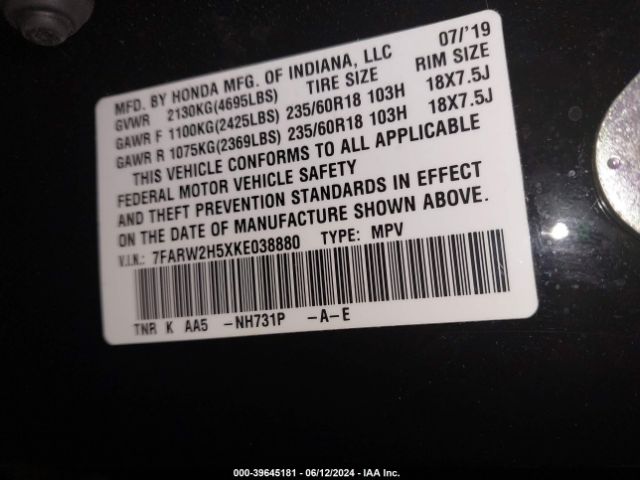 MFD. BY HONDA MFG. OF INDIANA, LLC 07/'19
GVWR 2130KG(4695LBS) TIRE SIZE RIM SIZE
GAWR F 1100KG(2425LBS) 235/60R18 103H 18X7.5J
GAWR R 1075KG(2369LBS) 235/60R18 103H 18X7.5J
THIS VEHICLE CONFORMS TO ALL APPLICABLE
FEDERAL MOTOR VEHICLE SAFETY
AND THEFT PREVENTION STANDARDS IN EFFECT
ON THE DATE OF MANUFACTURE SHOWN ABOVE.
V.I.N.: 7FARW2H5XKE038880 TYPE: MPV
TNR K AA5 -NH731P -A-E
000-39645181 - 06/12/2024 - IAA Inc.